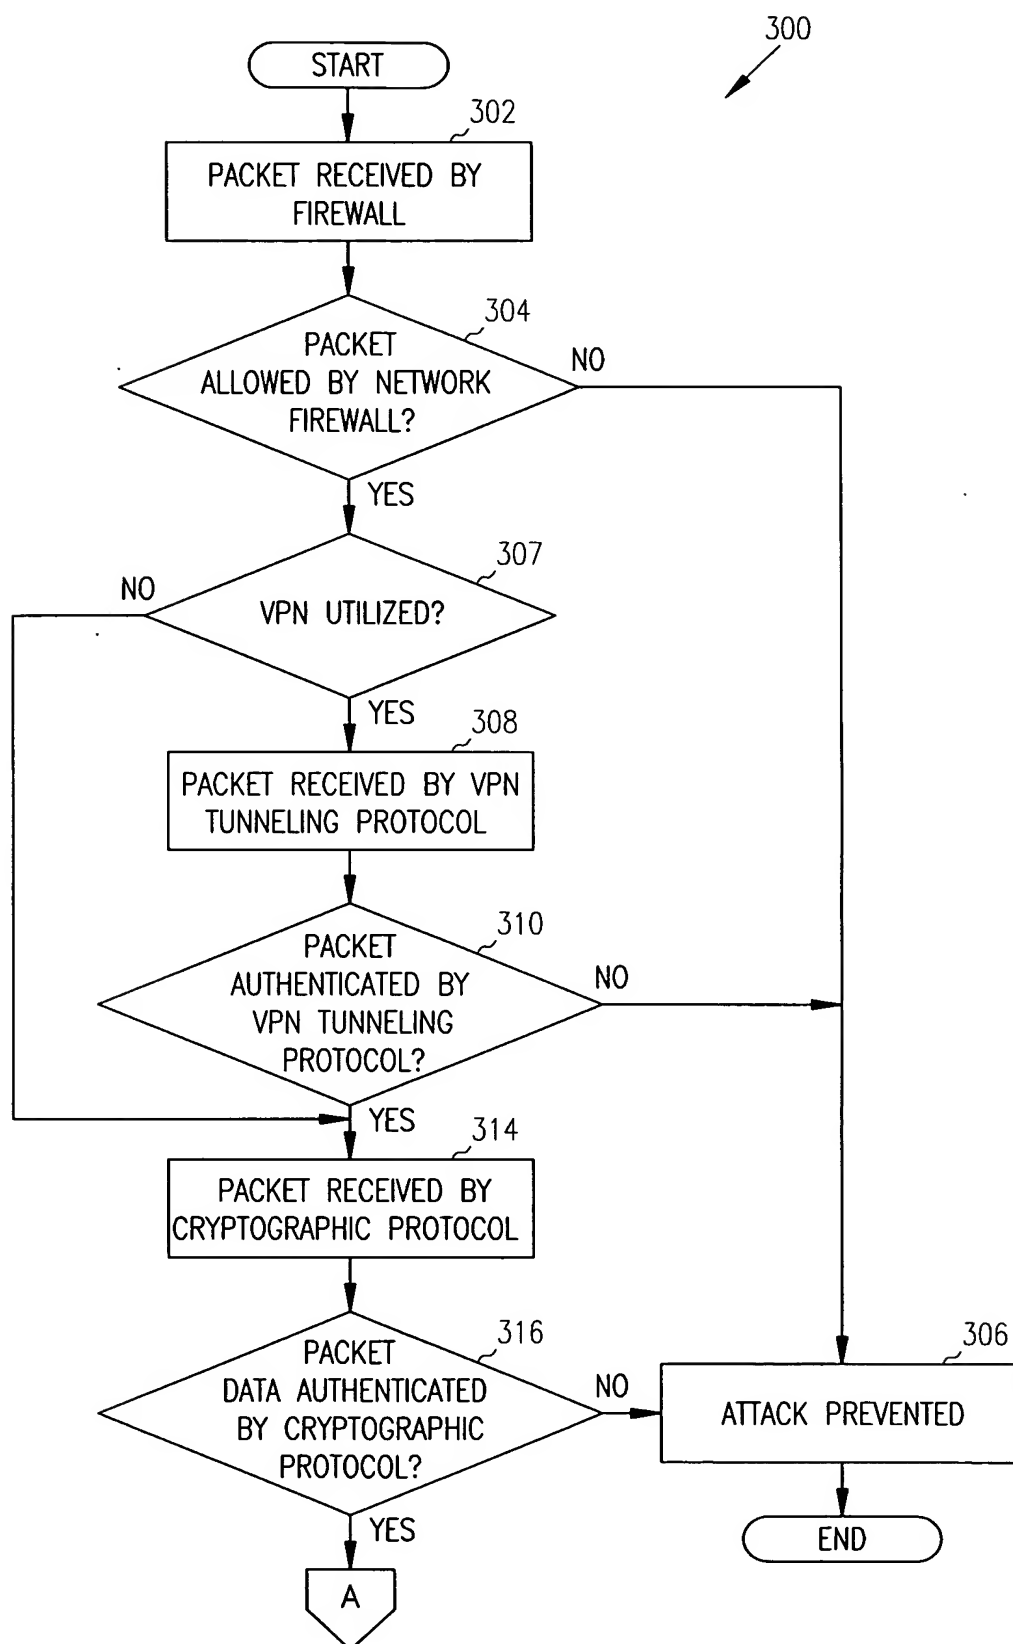 300
START
302
PACKET RECEIVED BY
FIREWALL
304
PACKET
ALLOWED BY NETWORK
FIREWALL?
NO
YES
307
NO
VPN UTILIZED?
YES
308
PACKET RECEIVED BY VPN
TUNNELING PROTOCOL
310
PACKET
AUTHENTICATED BY
VPN TUNNELING
PROTOCOL?
NO
YES
314
PACKET RECEIVED BY
CRYPTOGRAPHIC PROTOCOL
316
PACKET
DATA AUTHENTICATED
BY CRYPTOGRAPHIC
PROTOCOL?
NO
306
ATTACK PREVENTED
YES
END
A